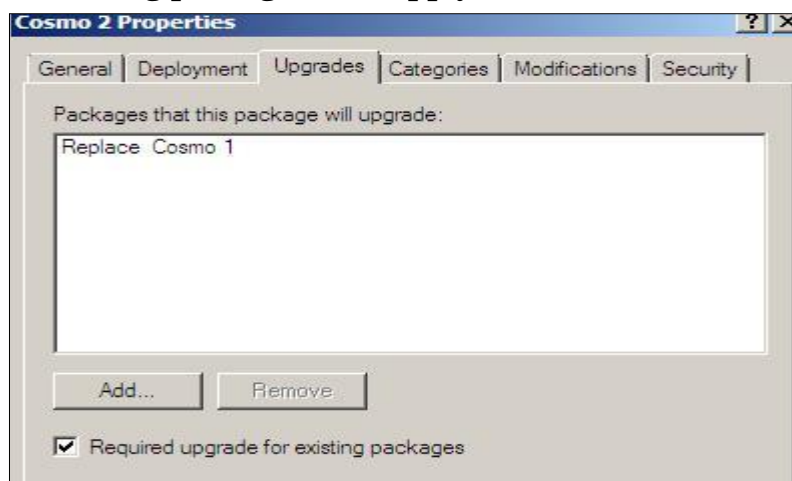 Cosmo 2 Properties
General Deployment Upgrades Categories Modifications Security
Packages that this package will upgrade:
Replace Cosmo 1
Add... Remove
Required upgrade for existing packages